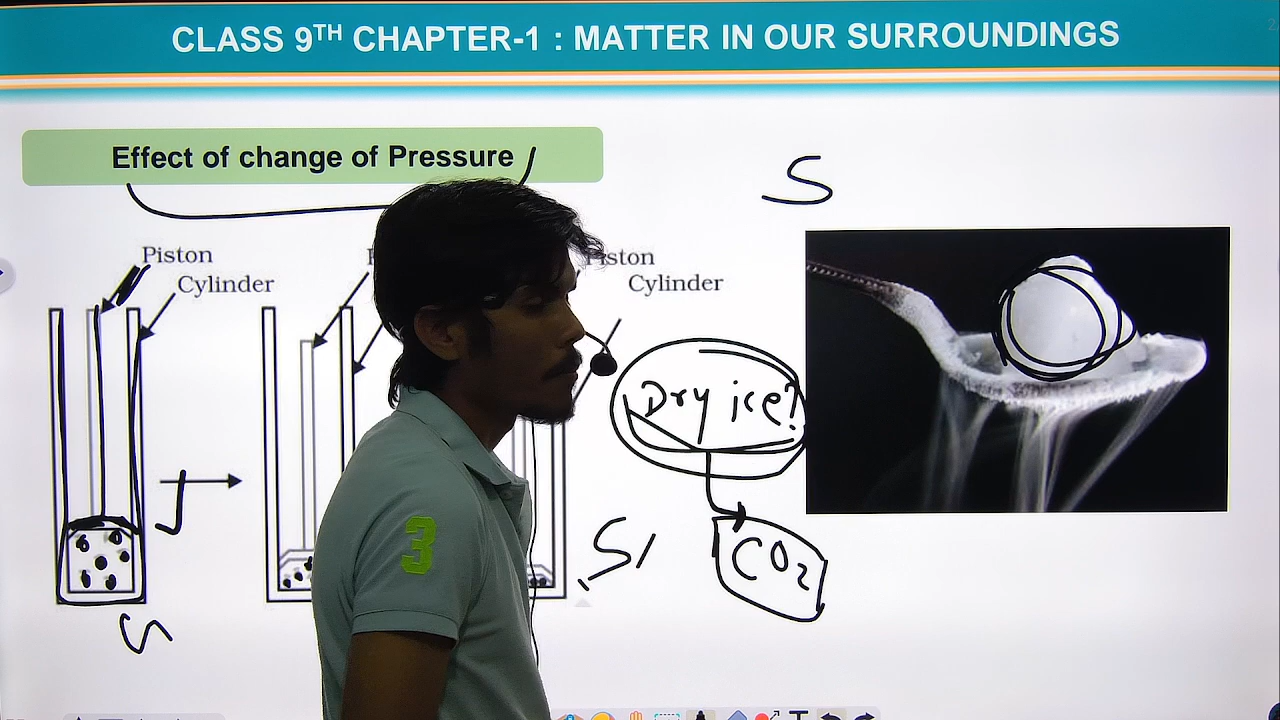 CLASS 9TH CHAPTER-1 : MATTER IN OUR SURROUNDINGS
Effect of change of Pressure
S
Piston
Cylinder
Piston
Cylinder
Dry ice?
CO2
3